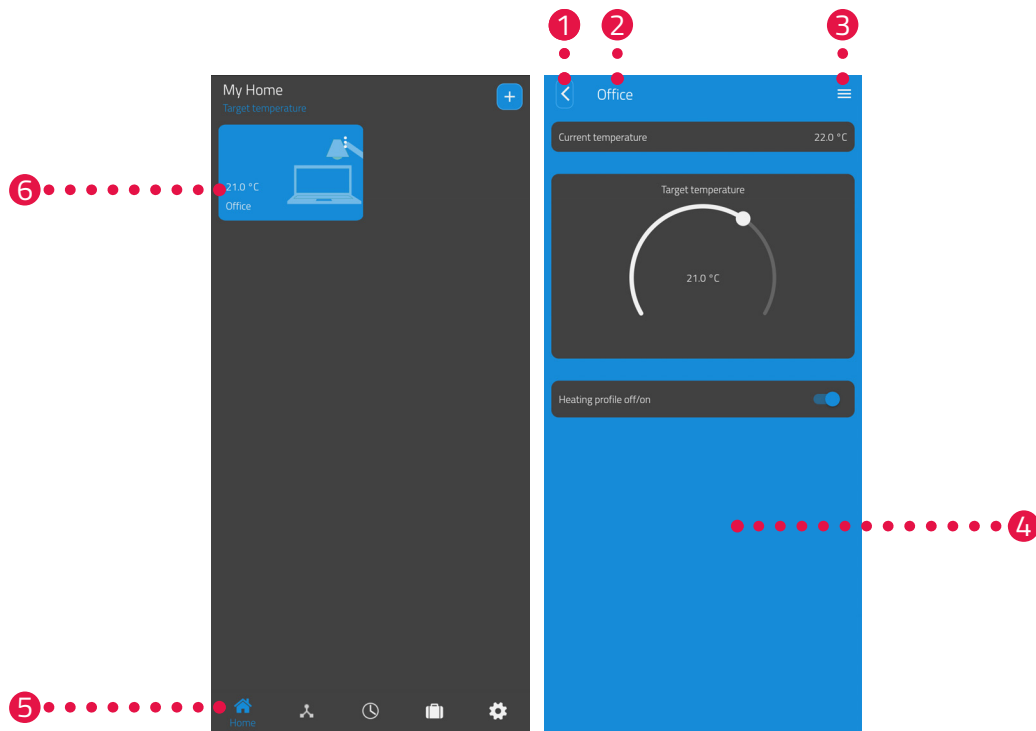 1 2 3
My Home
Target temperature
+
21.0 °C
Office
Home
Office
Current temperature 22.0 °C
Target temperature
21.0 °C
Heating profile off/on
6
4
5